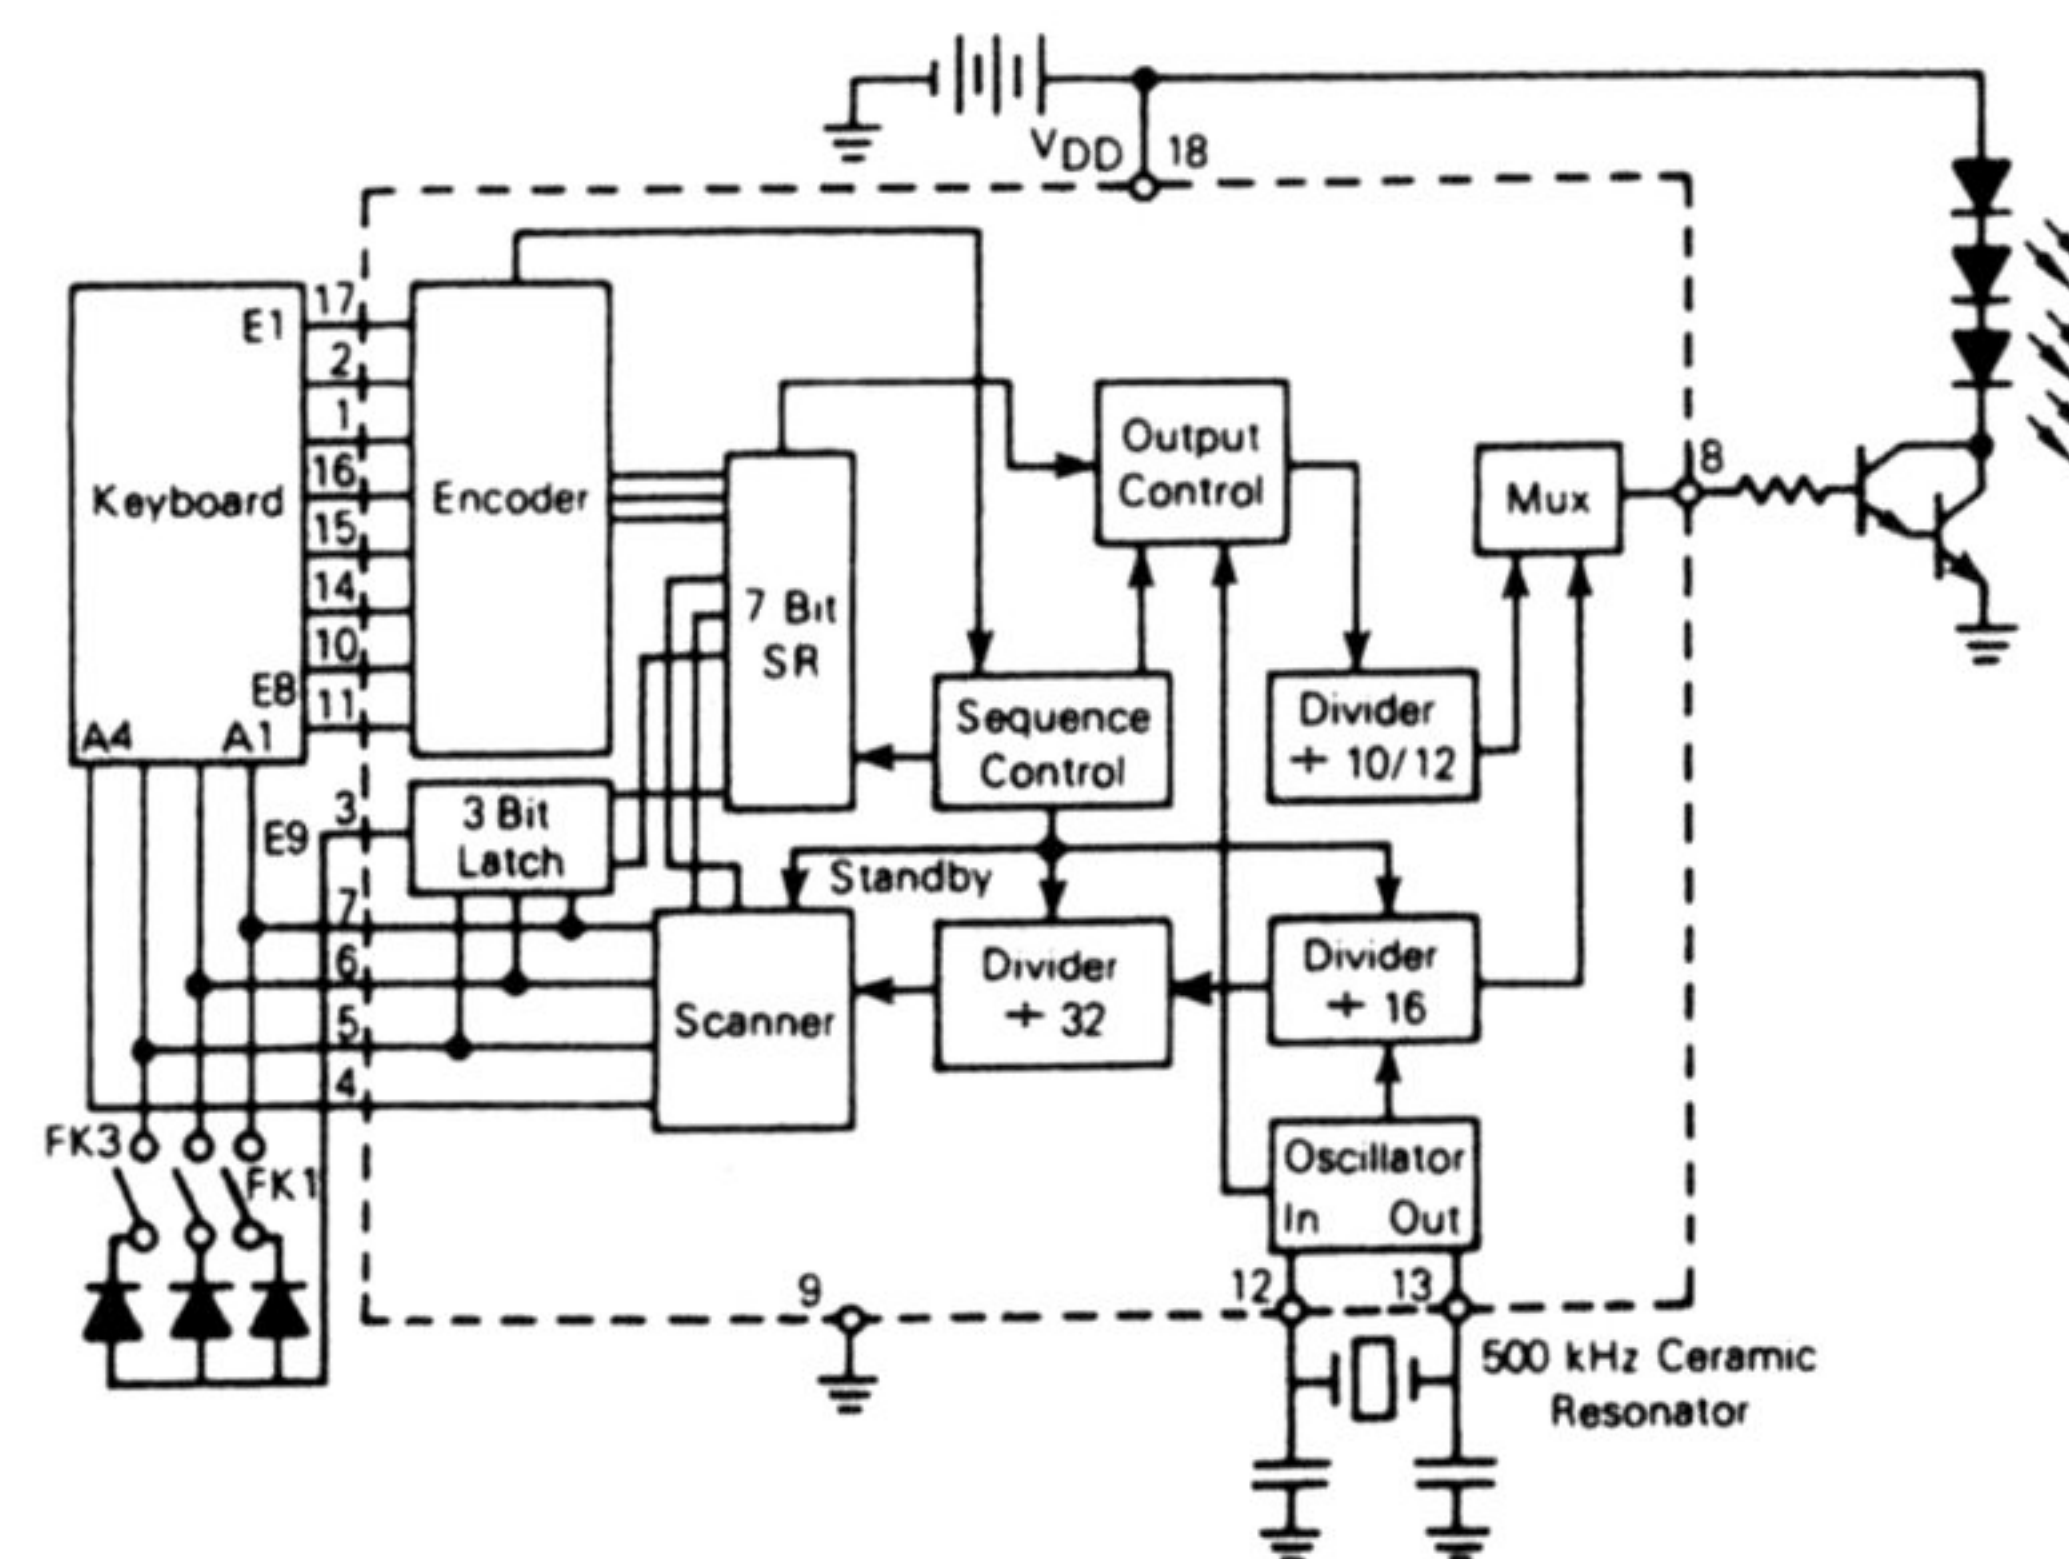 VDD 18
17
E1
2
1
16
Keyboard
Encoder
15
14
10
E8
11
A4 A1
Output
Control
Mux
8
7 Bit
SR
Sequence
Control
Divider
÷ 10/12
3
E9
3 Bit
Latch
Standby
7
6
5
4
Scanner
Divider
÷ 32
Divider
÷ 16
FK3
FK1
Oscillator
In Out
9
12
13
500 kHz Ceramic
Resonator